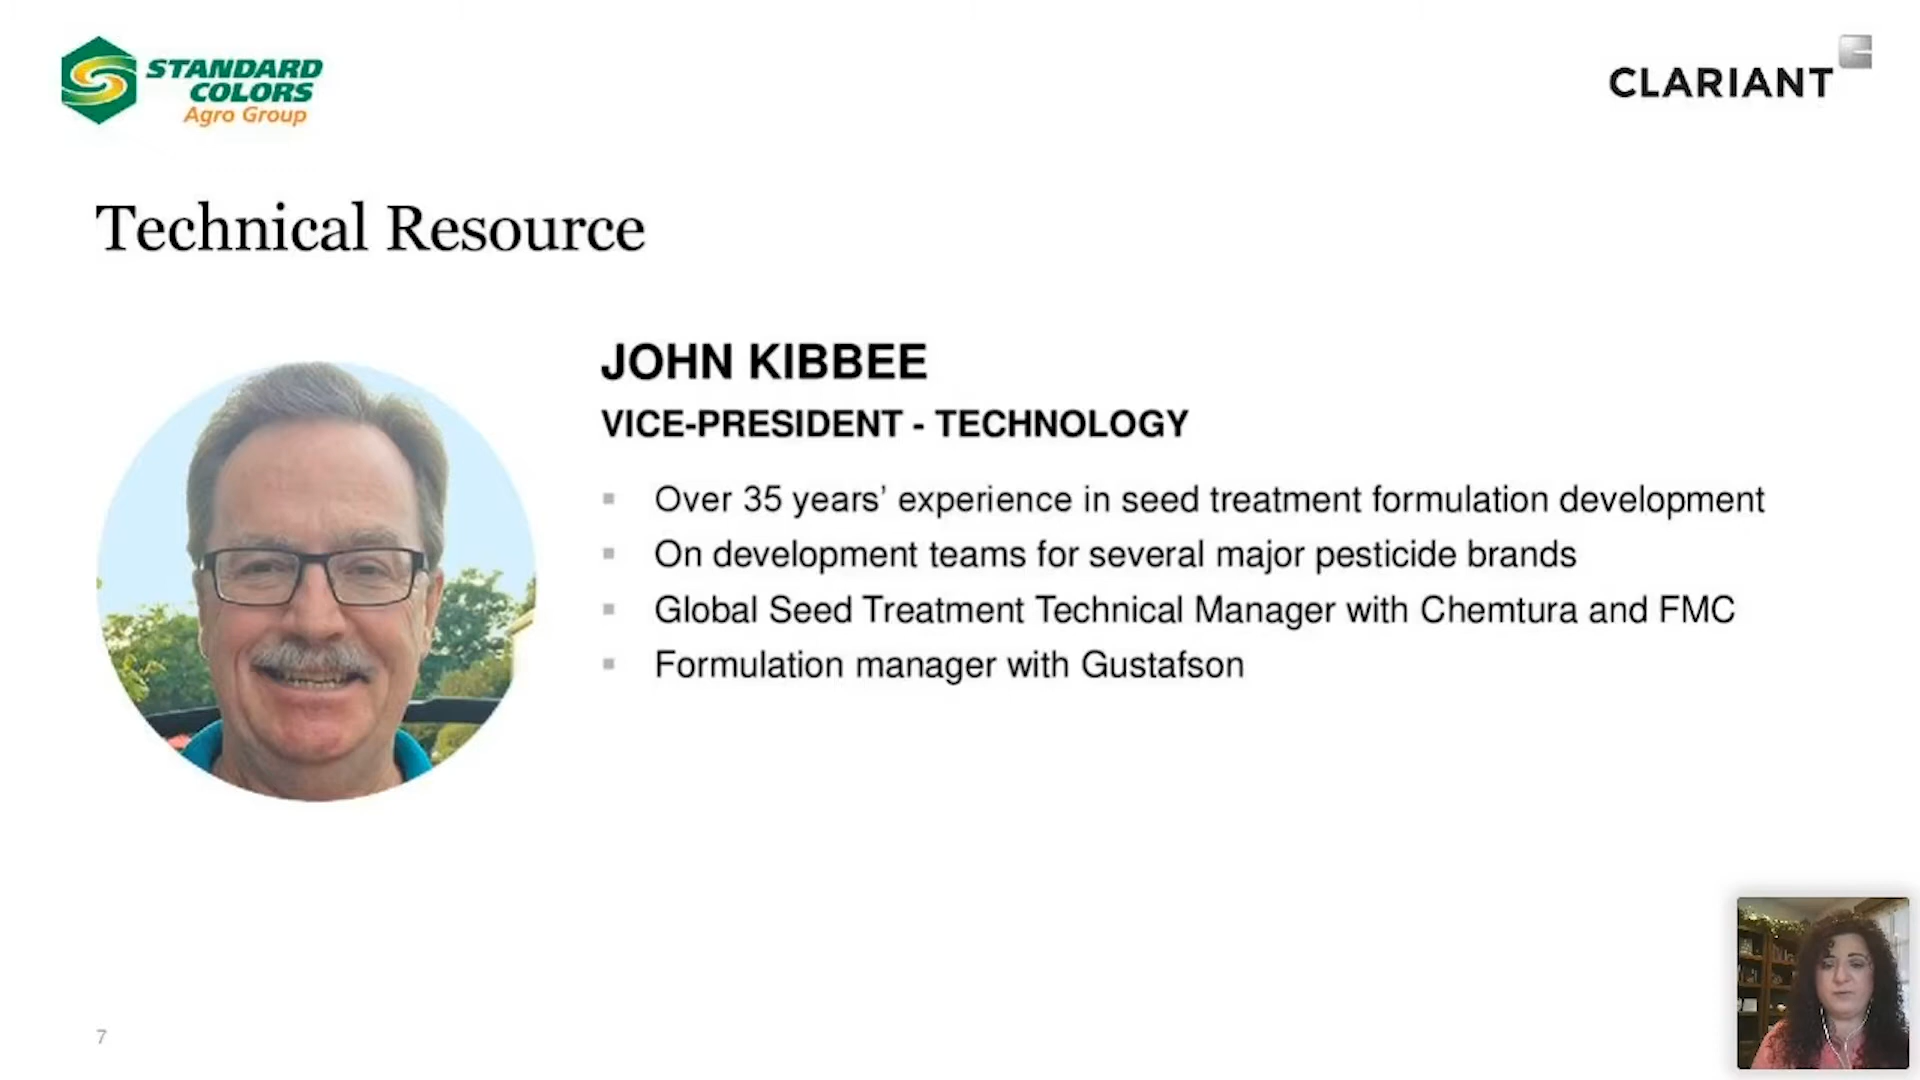 STANDARD
COLORS
Agro Group
CLARIANT
Technical Resource
JOHN KIBBEE
VICE-PRESIDENT - TECHNOLOGY
Over 35 years’ experience in seed treatment formulation development
On development teams for several major pesticide brands
Global Seed Treatment Technical Manager with Chemtura and FMC
Formulation manager with Gustafson
7